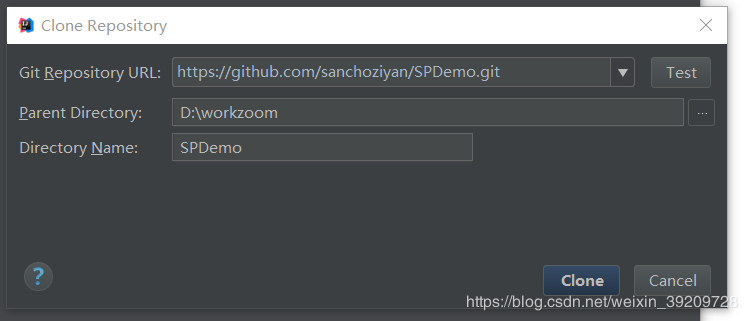 Clone Repository
Git Repository URL: https://github.com/sanchoziyan/SPDemo.git Test
Parent Directory: D:\workzoom ...
Directory Name: SPDemo
? Clone Cancel
https://blog.csdn.net/weixin_39209728